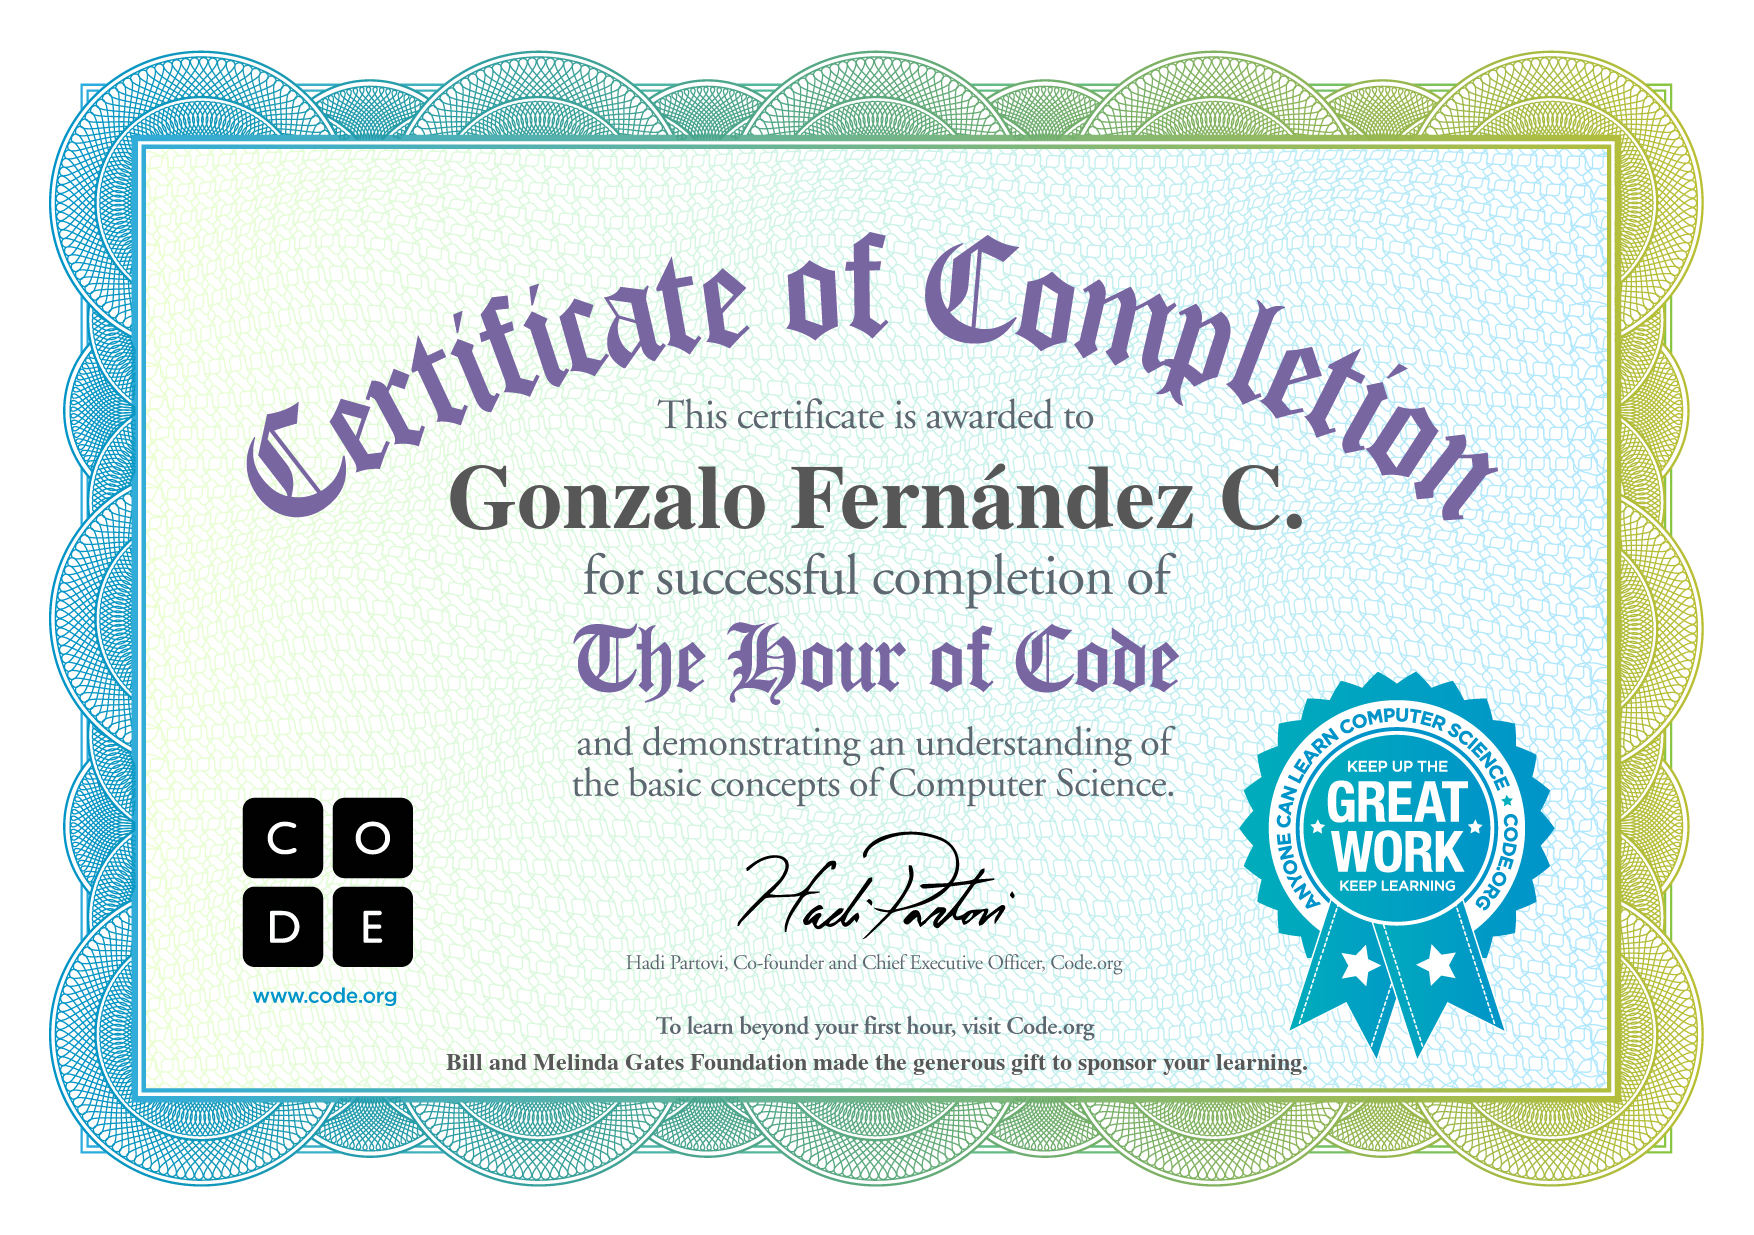 Certificate of Completion
This certificate is awarded to
Gonzalo Fernández C.
for successful completion of
The Hour of Code
and demonstrating an understanding of
the basic concepts of Computer Science.
C O
D E
www.code.org
Hadi Partovi
Hadi Partovi, Co-founder and Chief Executive Officer, Code.org
To learn beyond your first hour, visit Code.org
Bill and Melinda Gates Foundation made the generous gift to sponsor your learning.
ANYONE CAN LEARN COMPUTER SCIENCE ★ CODE.ORG
KEEP UP THE
GREAT
WORK
KEEP LEARNING